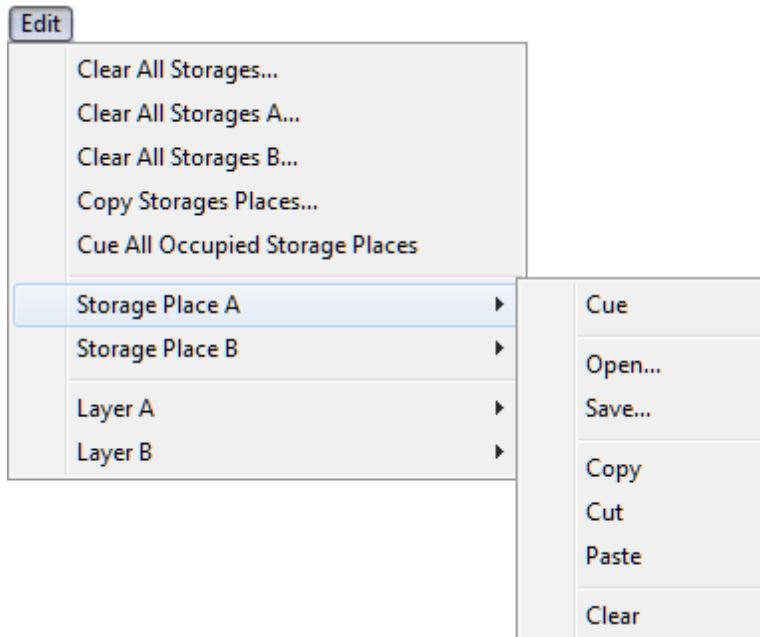 Edit
Clear All Storages...
Clear All Storages A...
Clear All Storages B...
Copy Storages Places...
Cue All Occupied Storage Places
Storage Place A
Storage Place B
Layer A
Layer B
Cue
Open...
Save...
Copy
Cut
Paste
Clear